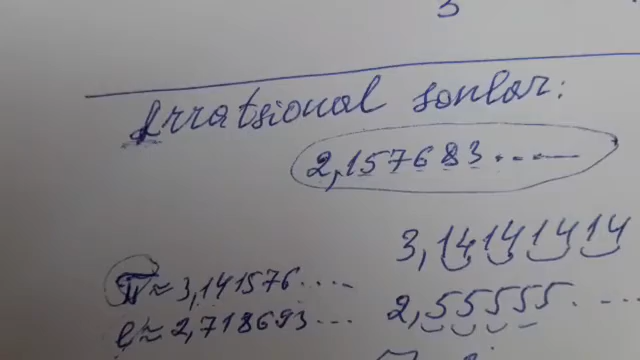 3
Irratsional sonlar:
2,157683.....
3,14141414
π≈3,141576....
2,55555.....
e≈2,718693...